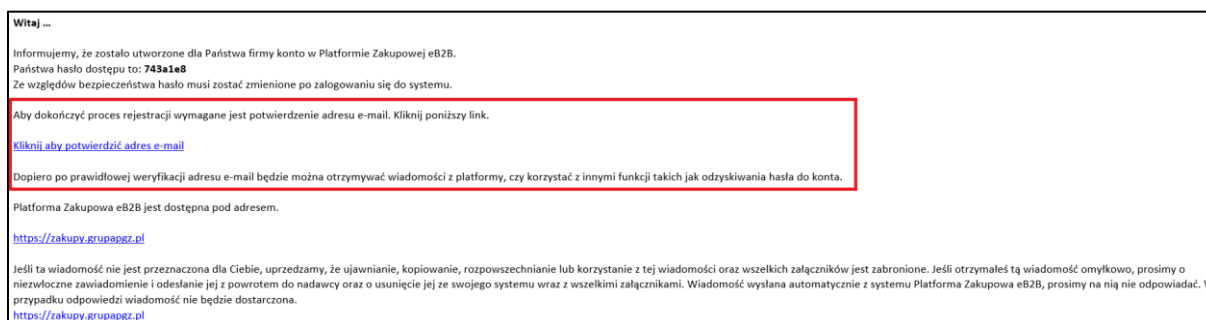 Witaj ...
Informujemy, że zostało utworzone dla Państwa firmy konto w Platformie Zakupowej eB2B.
Państwa hasło dostępu to: 743a1e8
Ze względów bezpieczeństwa hasło musi zostać zmienione po zalogowaniu się do systemu.
Aby dokończyć proces rejestracji wymagane jest potwierdzenie adresu e-mail. Kliknij poniższy link.
Kliknij aby potwierdzić adres e-mail
Dopiero po prawidłowej weryfikacji adresu e-mail będzie można otrzymywać wiadomości z platformy, czy korzystać z innymi funkcji takich jak odzyskiwania hasła do konta.
Platforma Zakupowa eB2B jest dostępna pod adresem.
https://zakupy.grupapgz.pl
Jeśli ta wiadomość nie jest przeznaczona dla Ciebie, uprzedzamy, że ujawnianie, kopiowanie, rozpowszechnianie lub korzystanie z tej wiadomości oraz wszelkich załączników jest zabronione. Jeśli otrzymałeś tą wiadomość omyłkowo, prosimy o
niezwłoczne zawiadomienie i odesłanie jej z powrotem do nadawcy oraz o usunięcie jej ze swojego systemu wraz z wszelkimi załącznikami. Wiadomość wysłana automatycznie z systemu Platforma Zakupowa eB2B, prosimy na nią nie odpowiadać.
przypadku odpowiedzi wiadomość nie będzie dostarczona.
https://zakupy.grupapgz.pl